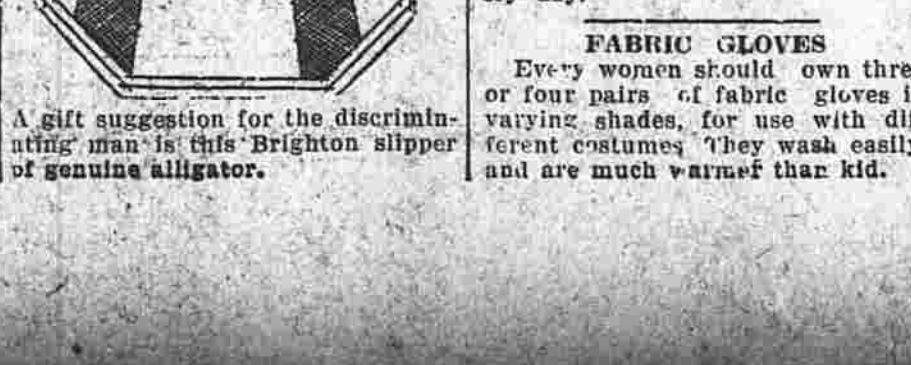 A gift suggestion for the discrimin-
ating man is this Brighton slipper
of genuine alligator.
FABRIC GLOVES
Every women should own thre
or four pairs of fabric gloves i
varying shades, for use with di
ferent costumes They wash easily
and are much warmer than kid.